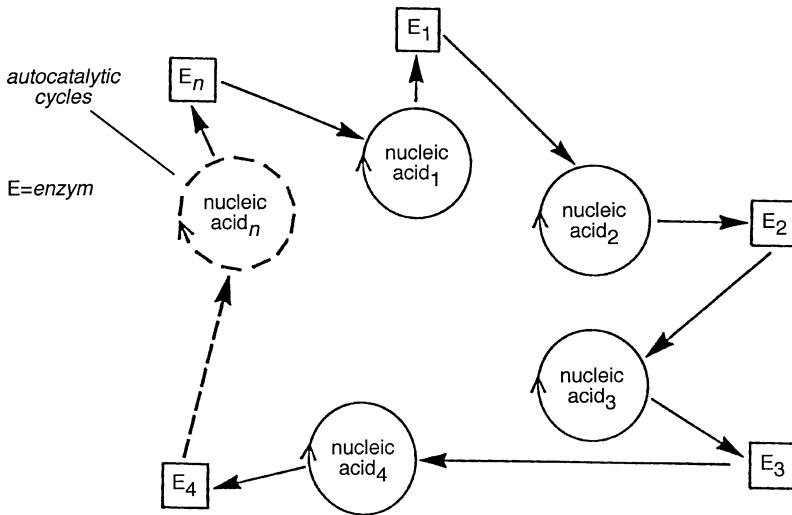 autocatalytic
cycles
E=enzym
Eₙ
nucleic
acidₙ
E₁
nucleic
acid₁
nucleic
acid₂
E₂
nucleic
acid₃
E₃
nucleic
acid₄
E₄